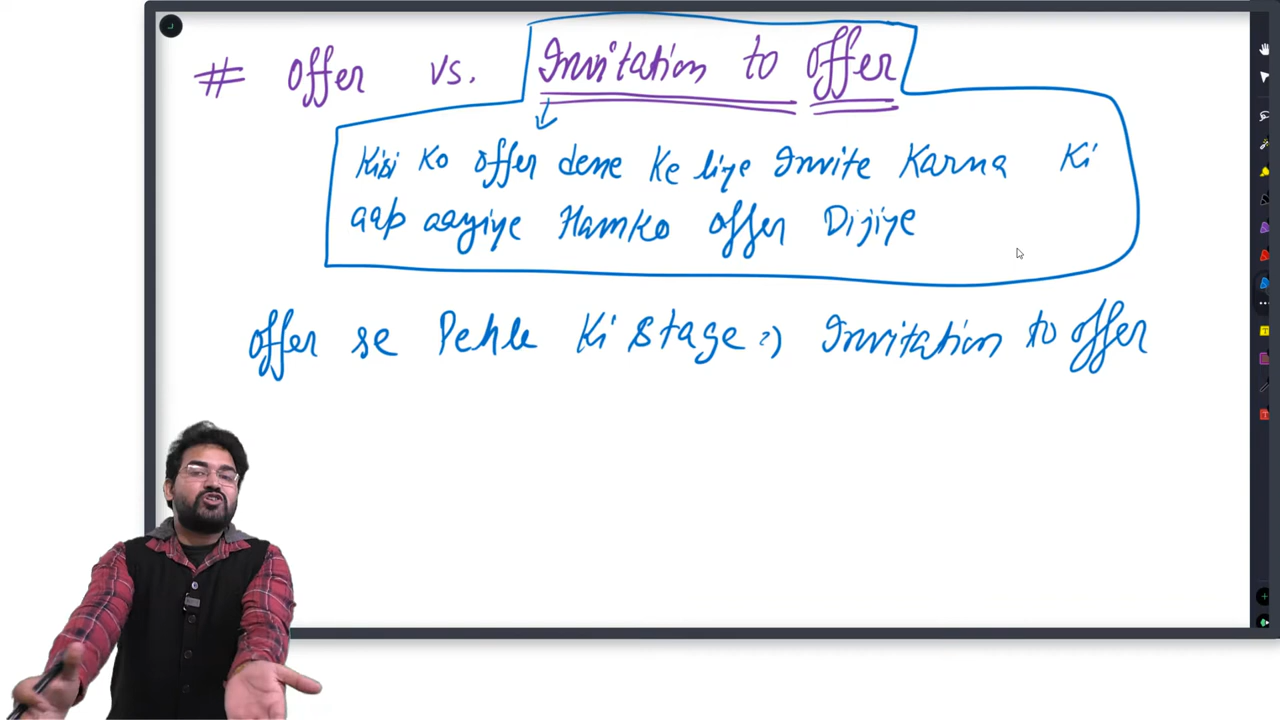 # offer vs. Invitation to offer
Kisi Ko offer dene Ke liye Invite Karna Ki
aap aayiye Hamko offer Dijiye
offer se Pehle Ki stage => Invitation to offer